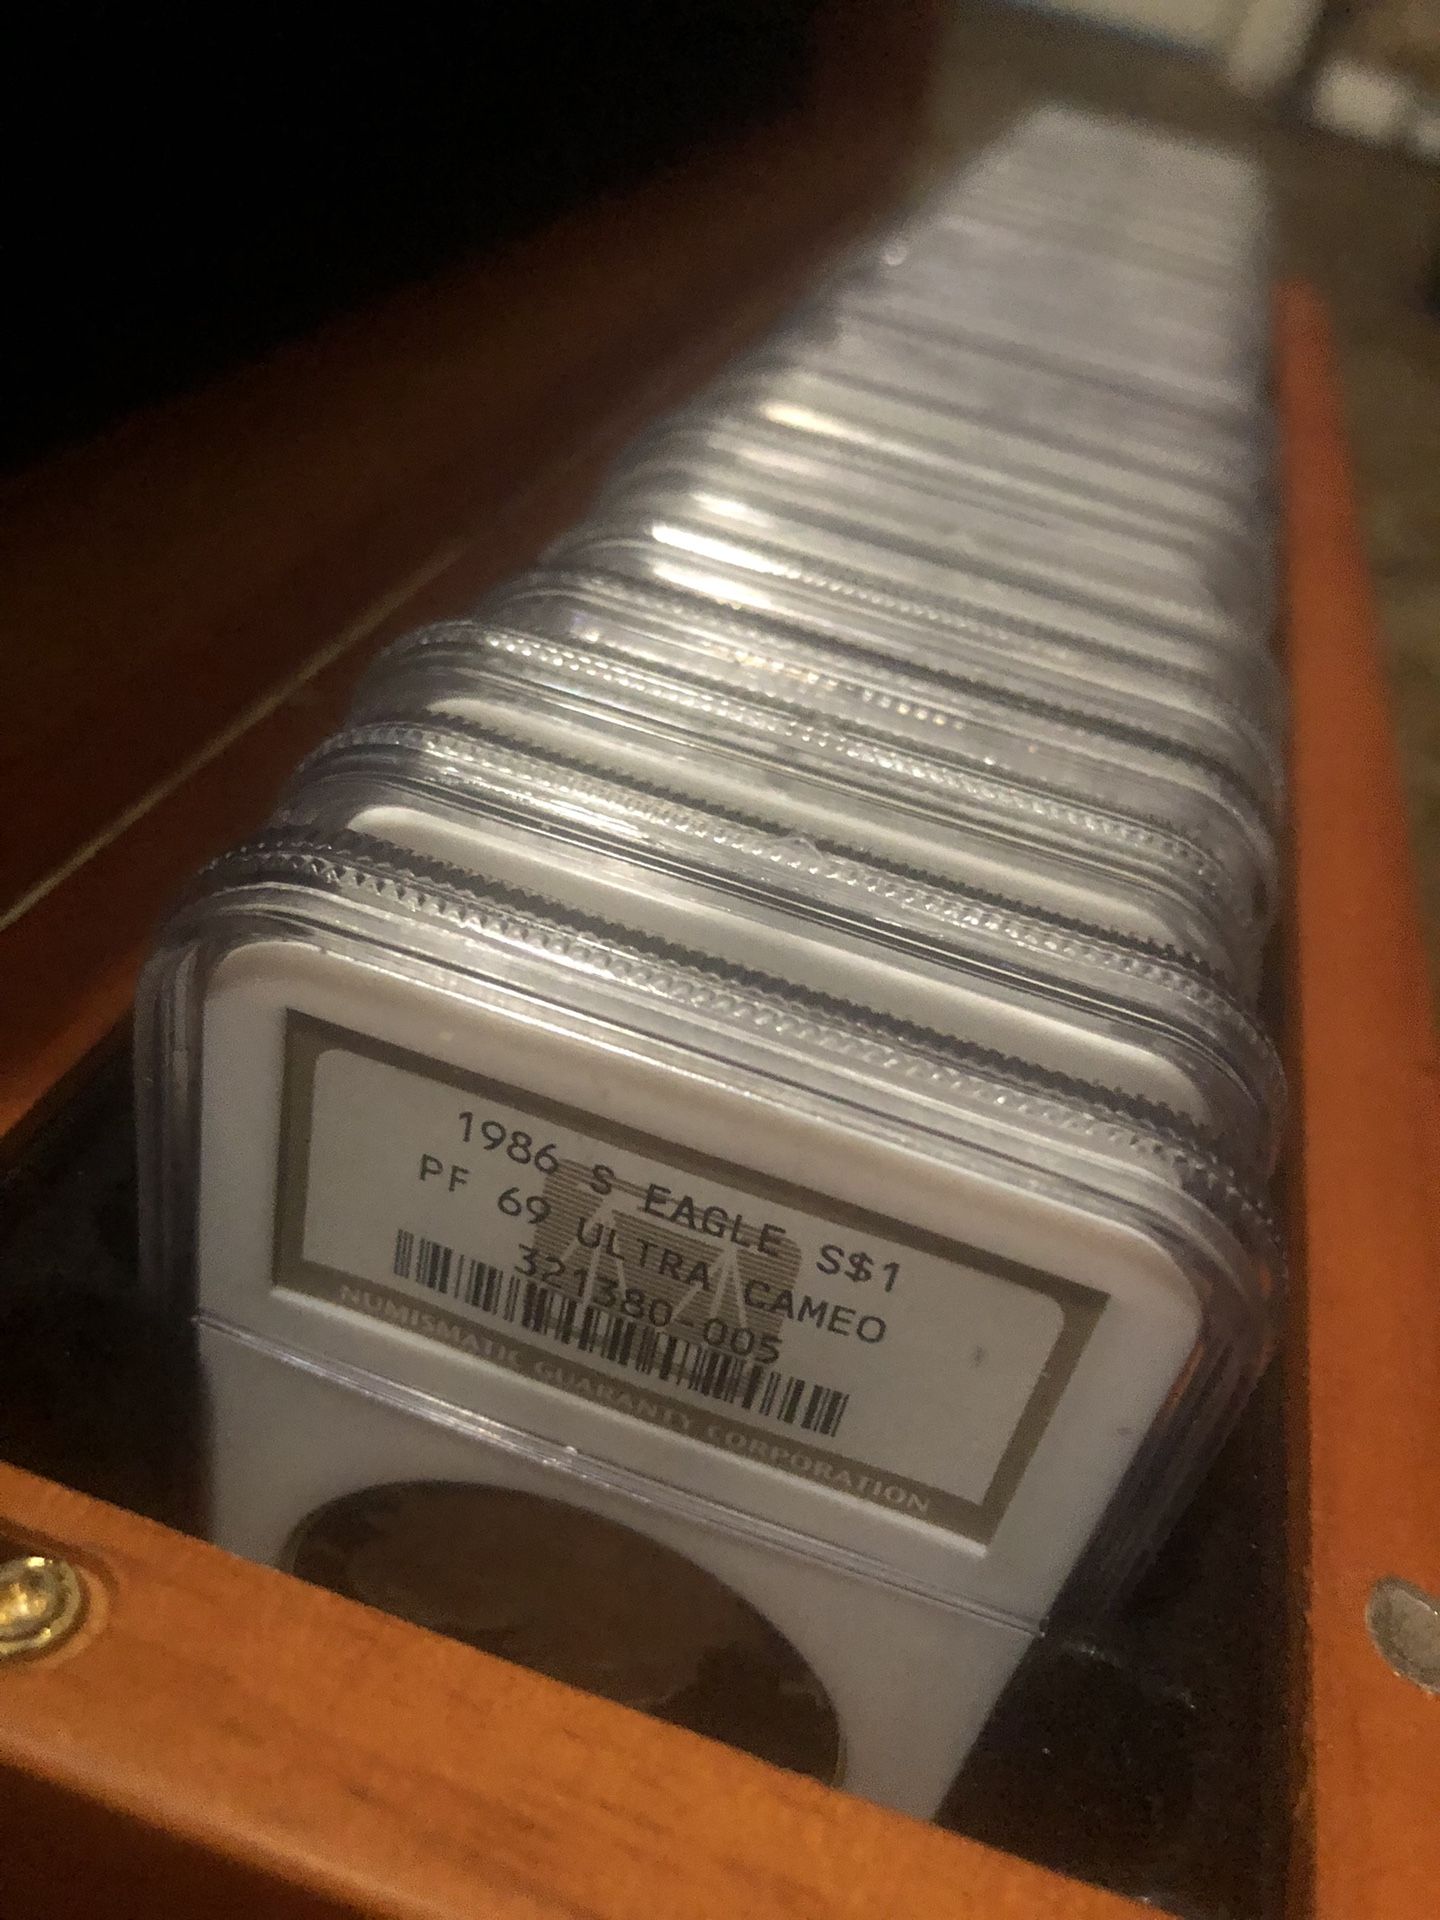 1986 S EAGLE S$1
PF 69 ULTRA CAMEO
321380-005
NUMISMATIC GUARANTY CORPORATION